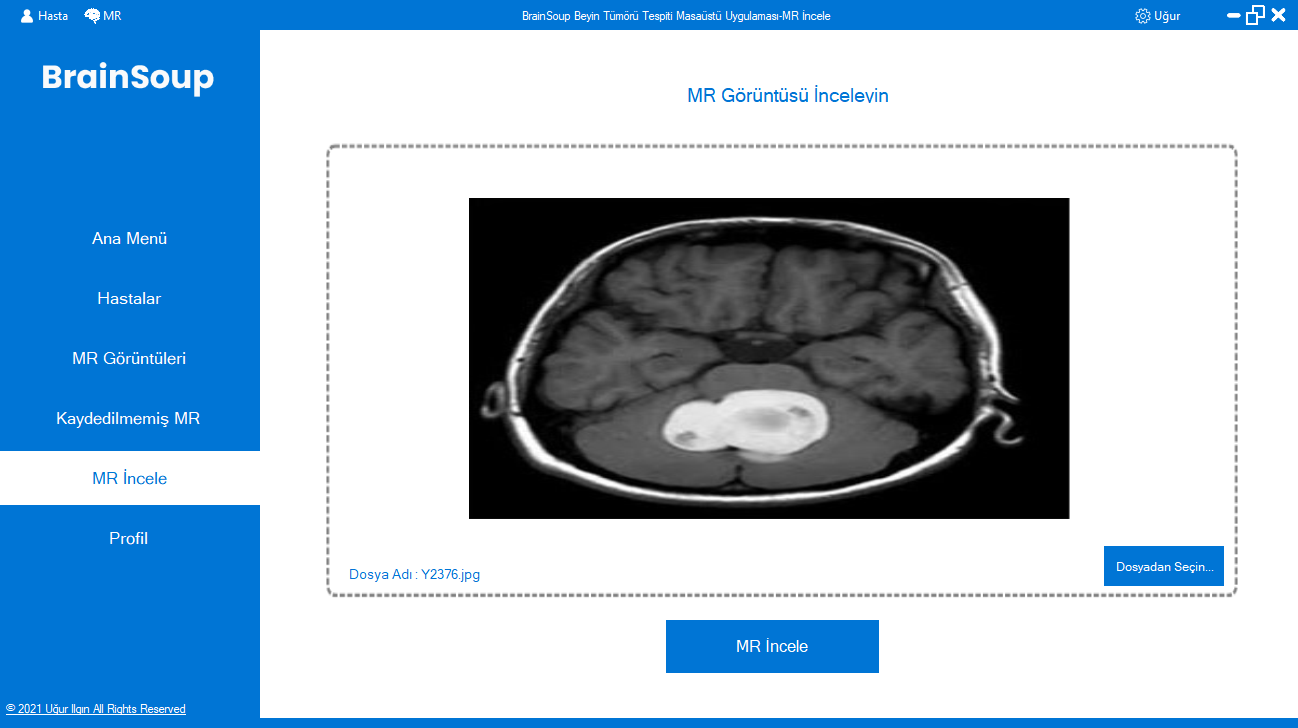 Hasta MR BrainSoup Beyin Tümörü Tespiti Masaüstü Uygulaması-MR İncele Uğur
BrainSoup
Ana Menü
Hastalar
MR Görüntüleri
Kaydedilmemiş MR
MR İncele
Profil
© 2021 Uğur Ilgın All Rights Reserved
MR Görüntüsü İnceleyin
Dosya Adı : Y2376.jpg
Dosyadan Seçin...
MR İncele